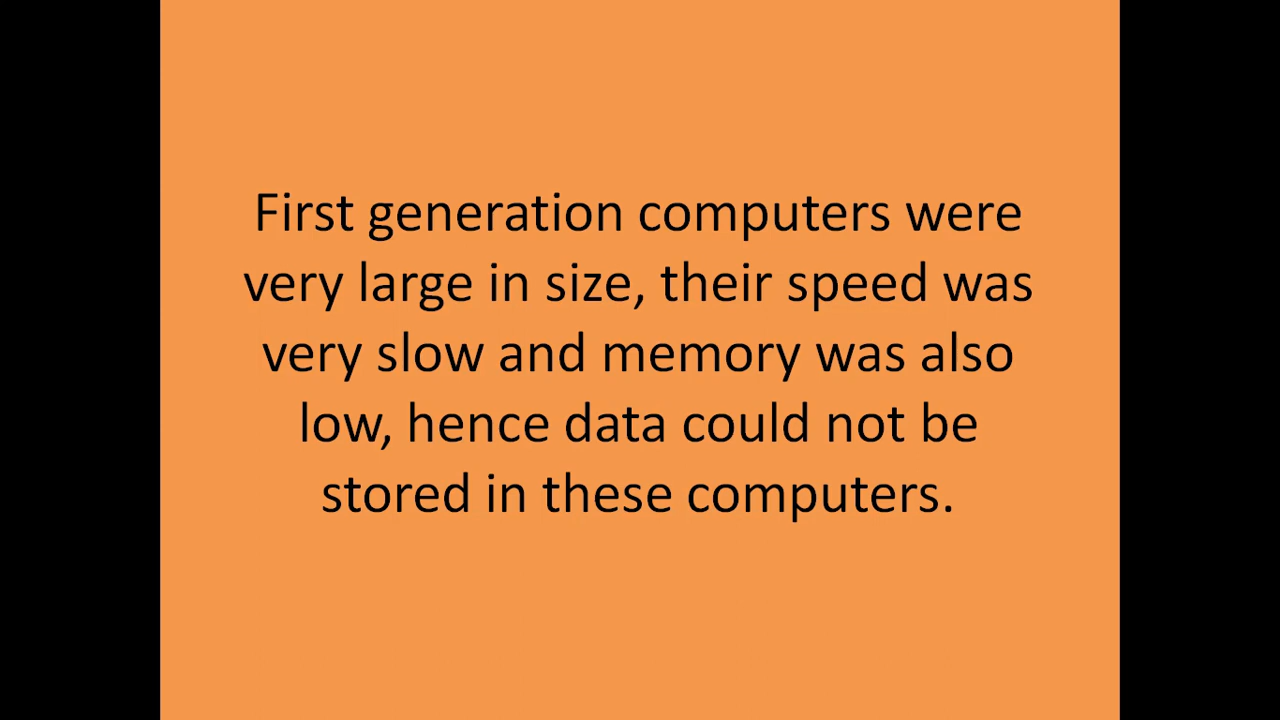 First generation computers were
very large in size, their speed was
very slow and memory was also
low, hence data could not be
stored in these computers.